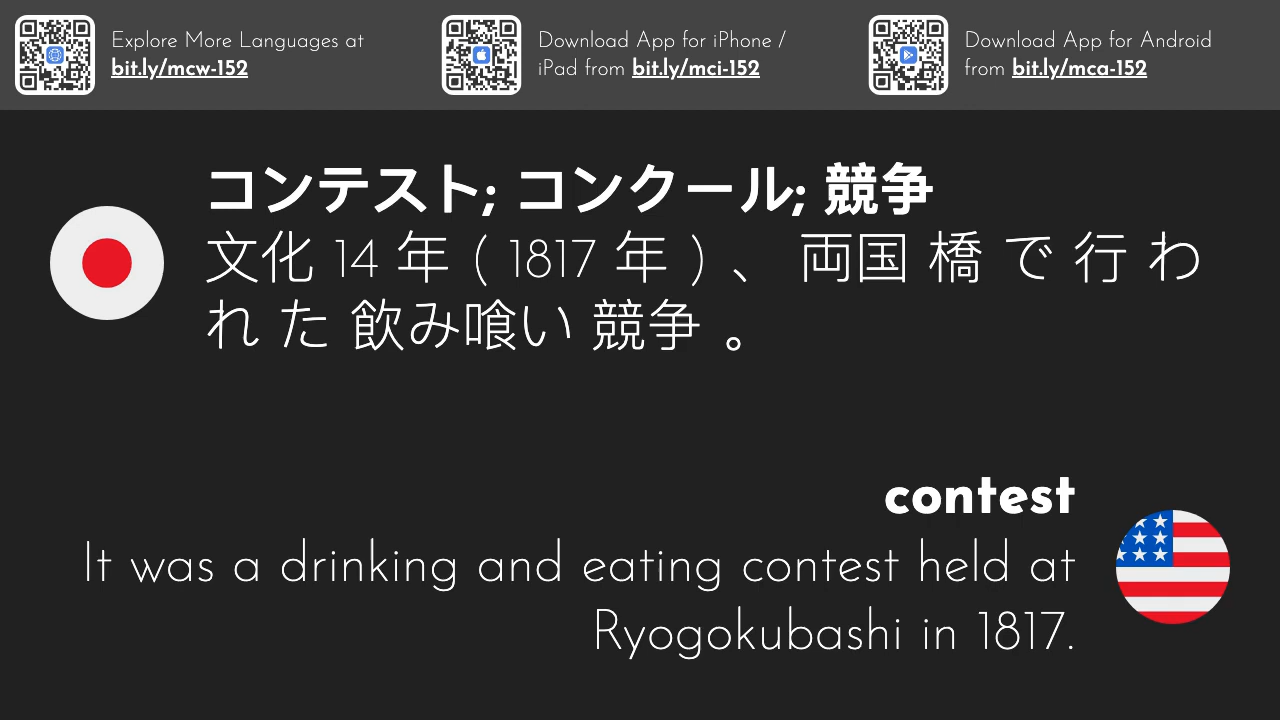 Explore More Languages at
bit.ly/mcw-152
Download App for iPhone /
iPad from bit.ly/mci-152
Download App for Android
from bit.ly/mca-152
コンテスト; コンクール; 競争
文化 14 年 ( 1817 年 ) 、 両国 橋 で 行 わ
れ た 飲み喰い 競争 。
contest
It was a drinking and eating contest held at
Ryogokubashi in 1817.